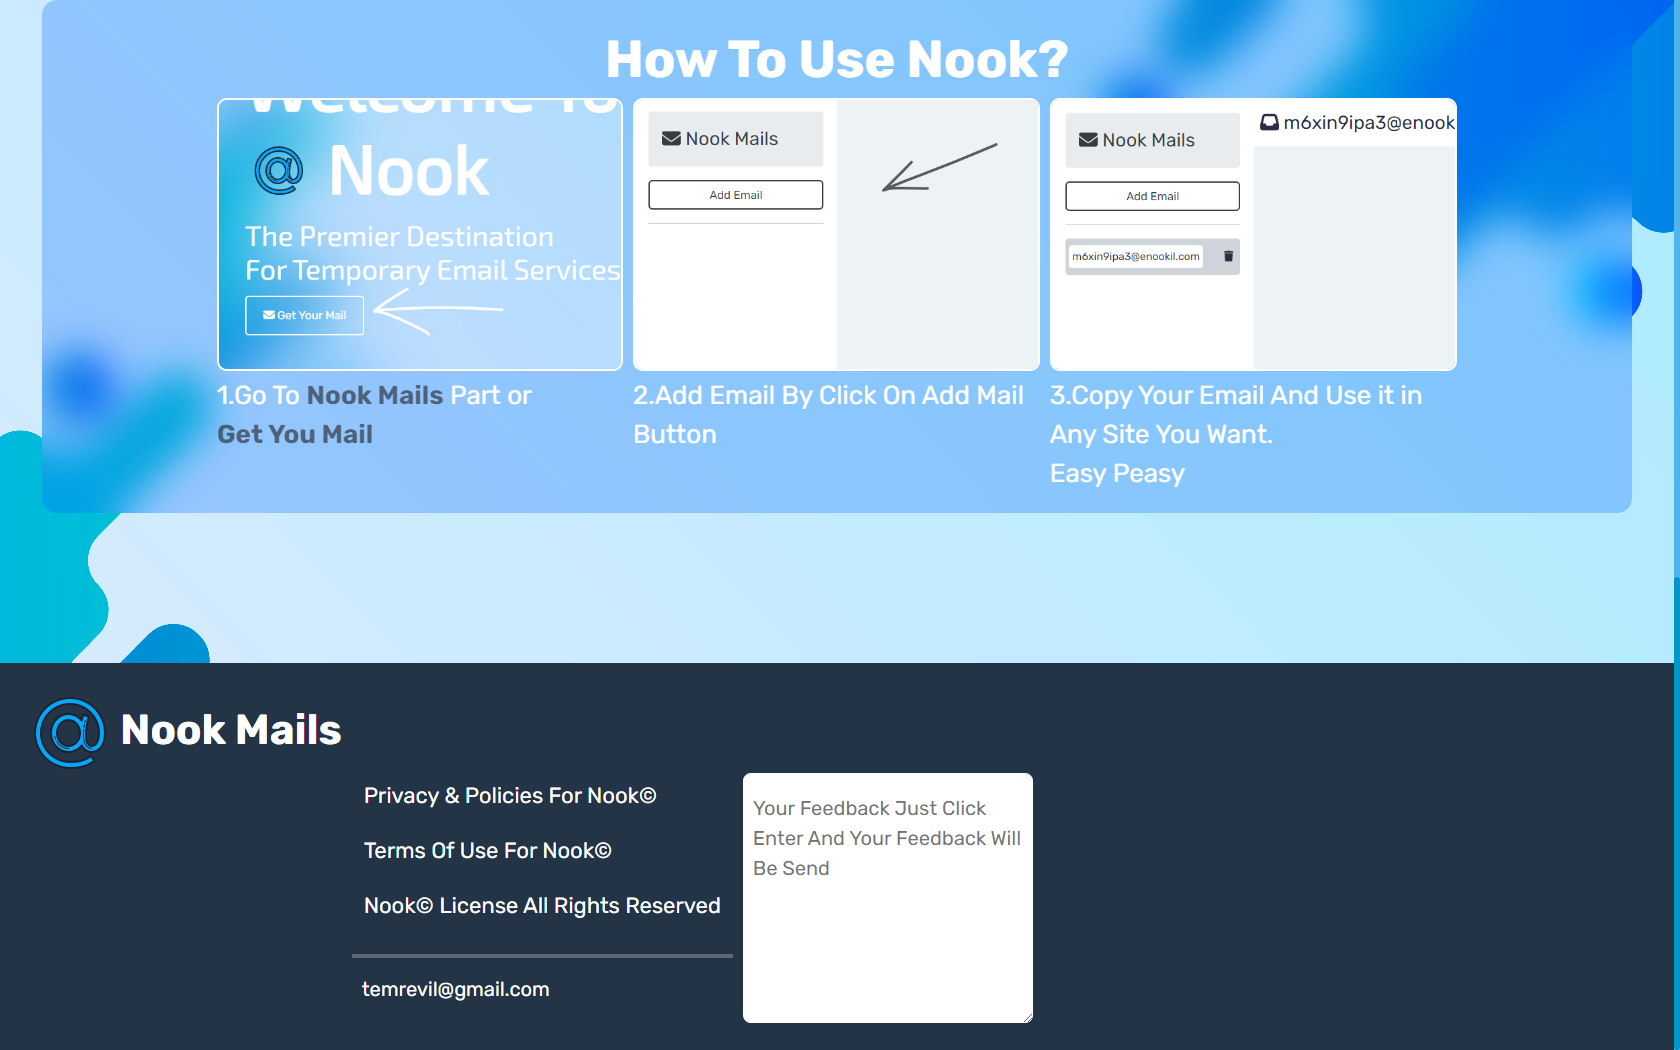 How To Use Nook?
Welcome To
@ Nook
The Premier Destination
For Temporary Email Services
Get Your Mail
1.Go To Nook Mails Part or
Get You Mail
Nook Mails
Add Email
2.Add Email By Click On Add Mail
Button
Nook Mails
Add Email
m6xin9ipa3@enookil.com
m6xin9ipa3@enook
3.Copy Your Email And Use it in
Any Site You Want.
Easy Peasy
@ Nook Mails
Privacy & Policies For Nook©
Terms Of Use For Nook©
Nook© License All Rights Reserved
temrevil@gmail.com
Your Feedback Just Click
Enter And Your Feedback Will
Be Send